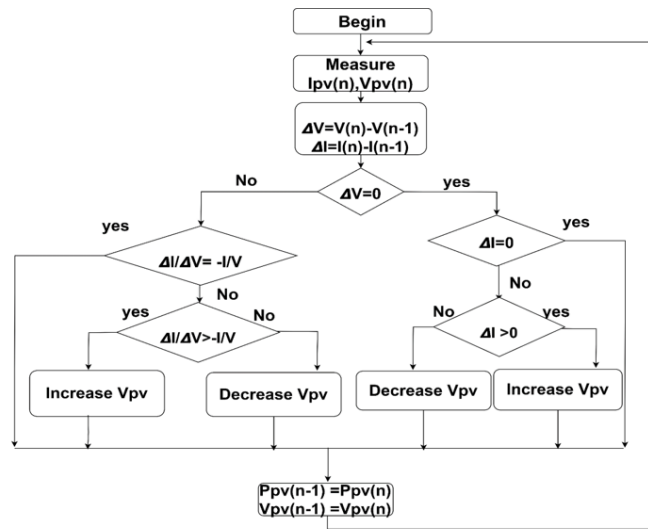 Begin
Measure
Ipv(n),Vpv(n)
ΔV=V(n)-V(n-1)
ΔI=I(n)-I(n-1)
No
ΔV=0
yes
yes
ΔI/ΔV= -I/V
ΔI=0
yes
No
No
yes
ΔI/ΔV>-I/V
No
No
ΔI >0
yes
Increase Vpv
Decrease Vpv
Decrease Vpv
Increase Vpv
Ppv(n-1) =Ppv(n)
Vpv(n-1) =Vpv(n)